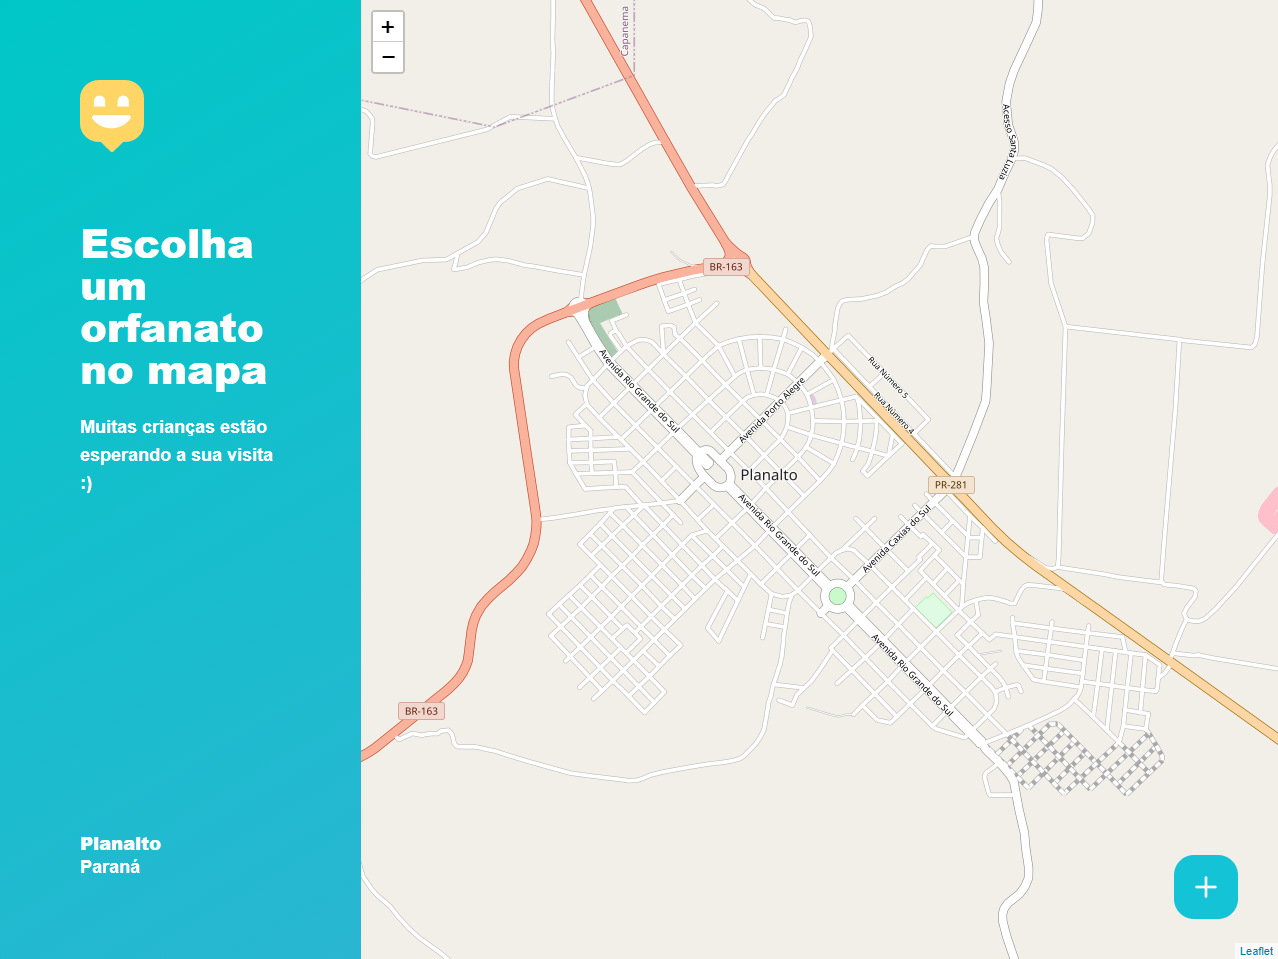 Escolha
um
orfanato
no mapa
Muitas crianças estão
esperando a sua visita
:)
Planalto
Paraná
+
−
Capanema
Acesso Santa Luzia
BR-163
Avenida Rio Grande do Sul
Avenida Porto Alegre
Rua Número 5
Rua Número 4
Planalto
PR-281
Avenida Rio Grande do Sul
Avenida Caxias do Sul
Avenida Rio Grande do Sul
BR-163
+
Leaflet